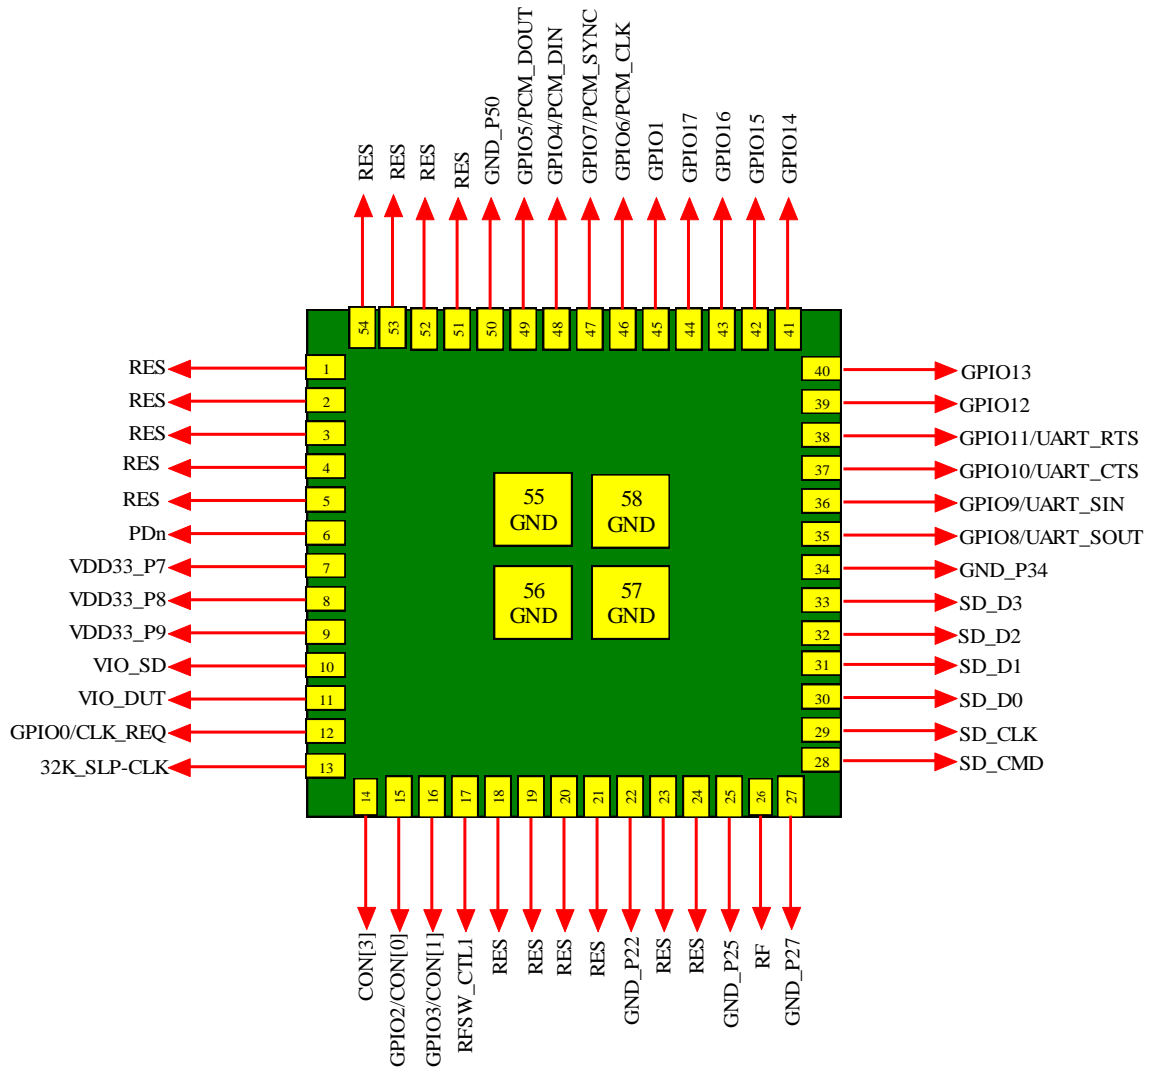 RES
RES
RES
RES
GND_P50
GPIO5/PCM_DOUT
GPIO4/PCM_DIN
GPIO7/PCM_SYNC
GPIO6/PCM_CLK
GPIO1
GPIO17
GPIO16
GPIO15
GPIO14
54
53
52
51
50
49
48
47
46
45
44
43
42
41
RES 1
RES 2
RES 3
RES 4
RES 5
PDn 6
VDD33_P7 7
VDD33_P8 8
VDD33_P9 9
VIO_SD 10
VIO_DUT 11
GPIO0/CLK_REQ 12
32K_SLP-CLK 13
55
GND
58
GND
56
GND
57
GND
40 GPIO13
39 GPIO12
38 GPIO11/UART_RTS
37 GPIO10/UART_CTS
36 GPIO9/UART_SIN
35 GPIO8/UART_SOUT
34 GND_P34
33 SD_D3
32 SD_D2
31 SD_D1
30 SD_D0
29 SD_CLK
28 SD_CMD
14
15
16
17
18
19
20
21
22
23
24
25
26
27
CON[3]
GPIO2/CON[0]
GPIO3/CON[1]
RFSW_CTL1
RES
RES
RES
RES
GND_P22
RES
RES
GND_P25
RF
GND_P27